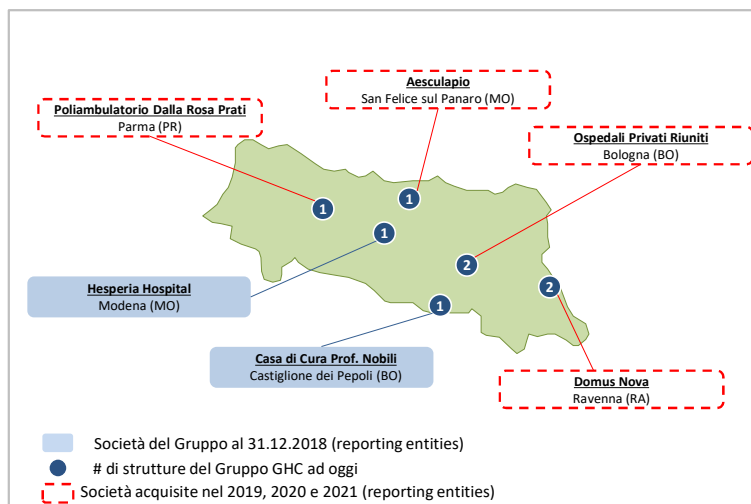 Aesculapio
San Felice sul Panaro (MO)
Poliambulatorio Dalla Rosa Prati
Parma (PR)
Ospedali Privati Riuniti
Bologna (BO)
1
1
1
2
2
1
Hesperia Hospital
Modena (MO)
Casa di Cura Prof. Nobili
Castiglione dei Pepoli (BO)
Domus Nova
Ravenna (RA)
Società del Gruppo al 31.12.2018 (reporting entities)
# di strutture del Gruppo GHC ad oggi
Società acquisite nel 2019, 2020 e 2021 (reporting entities)